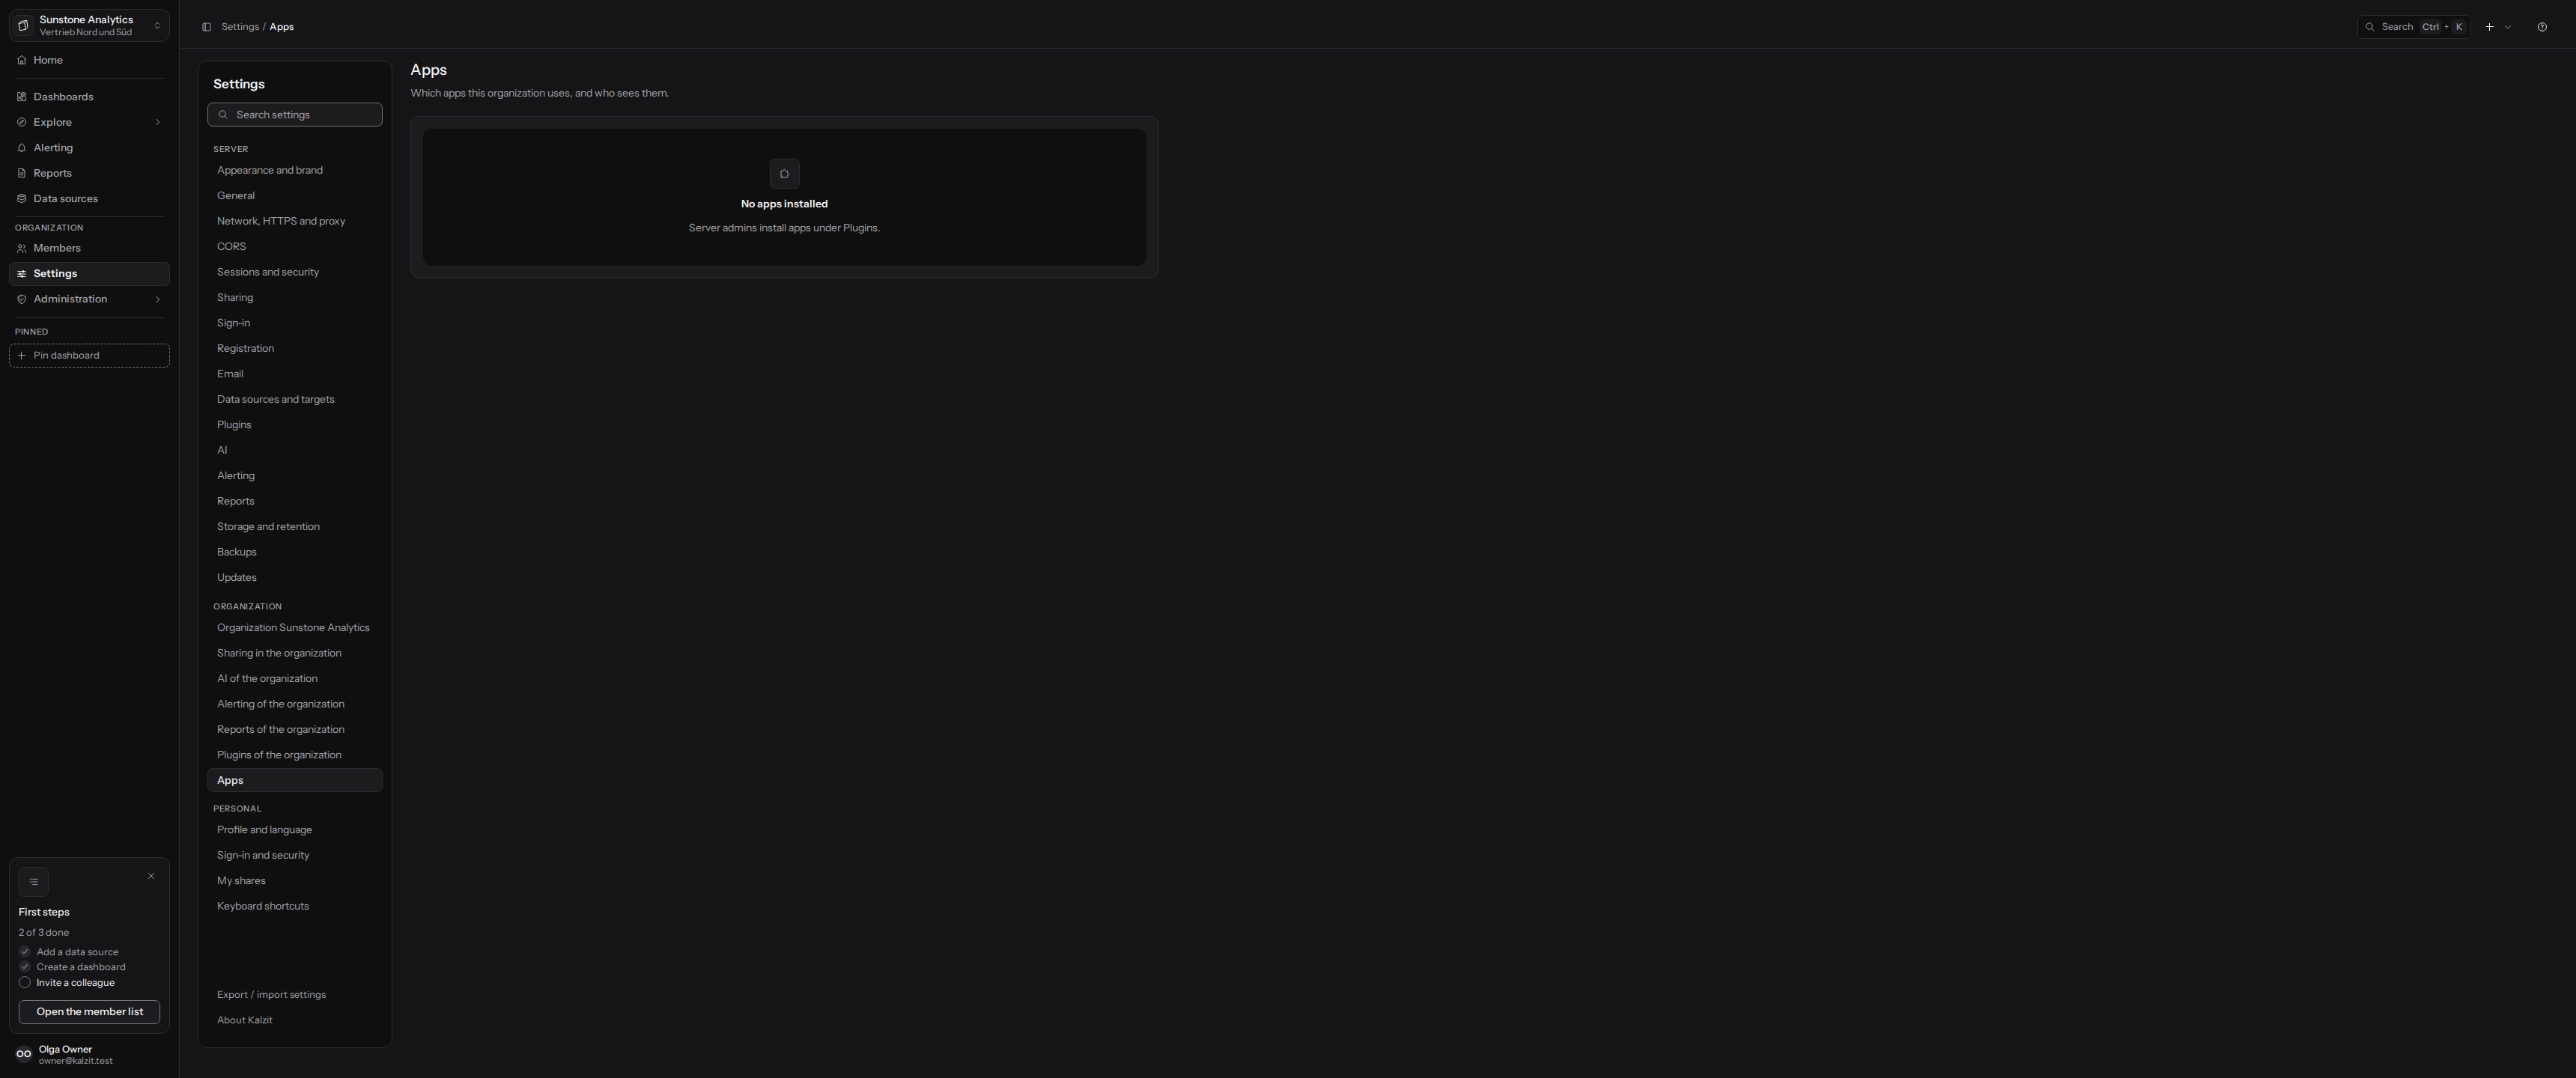 Sunstone Analytics
Vertrieb Nord und Süd
Home
Dashboards
Explore
Alerting
Reports
Data sources
ORGANIZATION
Members
Settings
Administration
PINNED
Pin dashboard
First steps
2 of 3 done
Add a data source
Create a dashboard
Invite a colleague
Open the member list
OO
Olga Owner
owner@kalzit.test
Settings / Apps
Search Ctrl + K
Settings
Search settings
SERVER
Appearance and brand
General
Network, HTTPS and proxy
CORS
Sessions and security
Sharing
Sign-in
Registration
Email
Data sources and targets
Plugins
AI
Alerting
Reports
Storage and retention
Backups
Updates
ORGANIZATION
Organization Sunstone Analytics
Sharing in the organization
AI of the organization
Alerting of the organization
Reports of the organization
Plugins of the organization
Apps
PERSONAL
Profile and language
Sign-in and security
My shares
Keyboard shortcuts
Export / import settings
About Kalzit
Apps
Which apps this organization uses, and who sees them.
No apps installed
Server admins install apps under Plugins.